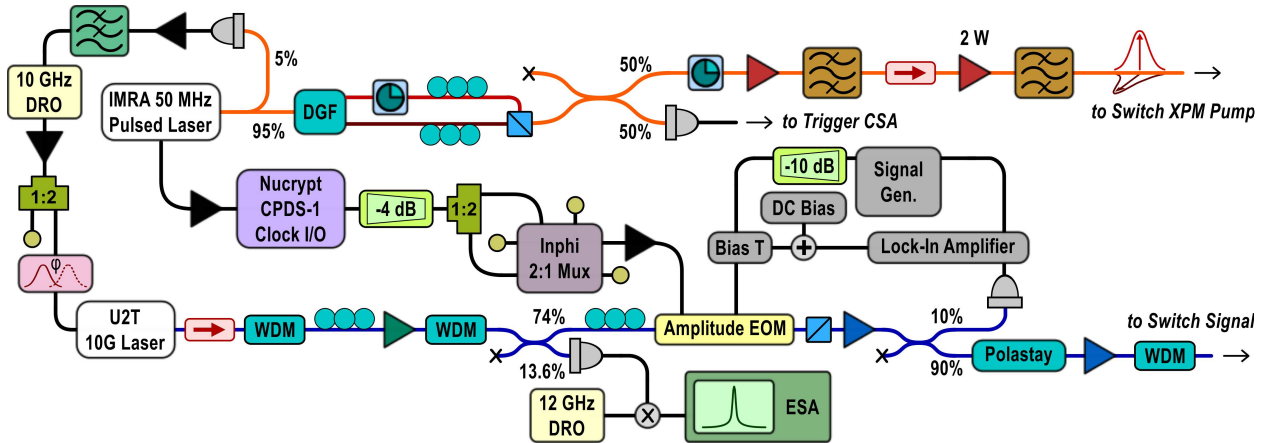 5%
10 GHz
DRO
IMRA 50 MHz
Pulsed Laser
95%
DGF
50%
50%
2 W
to Switch XPM Pump
to Trigger CSA
1:2
φ
Nucrypt
CPDS-1
Clock I/O
-4 dB
1:2
Inphi
2:1 Mux
-10 dB
Signal
Gen.
DC Bias
Bias T
+
Lock-In Amplifier
U2T
10G Laser
WDM
WDM
74%
13.6%
Amplitude EOM
10%
90%
to Switch Signal
Polastay
WDM
12 GHz
DRO
X
ESA